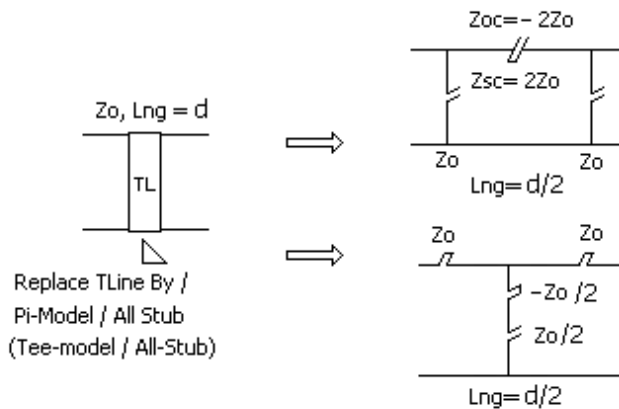 Zo, Lng = d
TL
Replace TLine By /
Pi-Model / All Stub
(Tee-model / All-Stub)
Zoc= - 2Zo
Zsc= 2Zo
Zo Zo
Lng= d/2
Zo Zo
-Zo /2
Zo /2
Lng= d/2